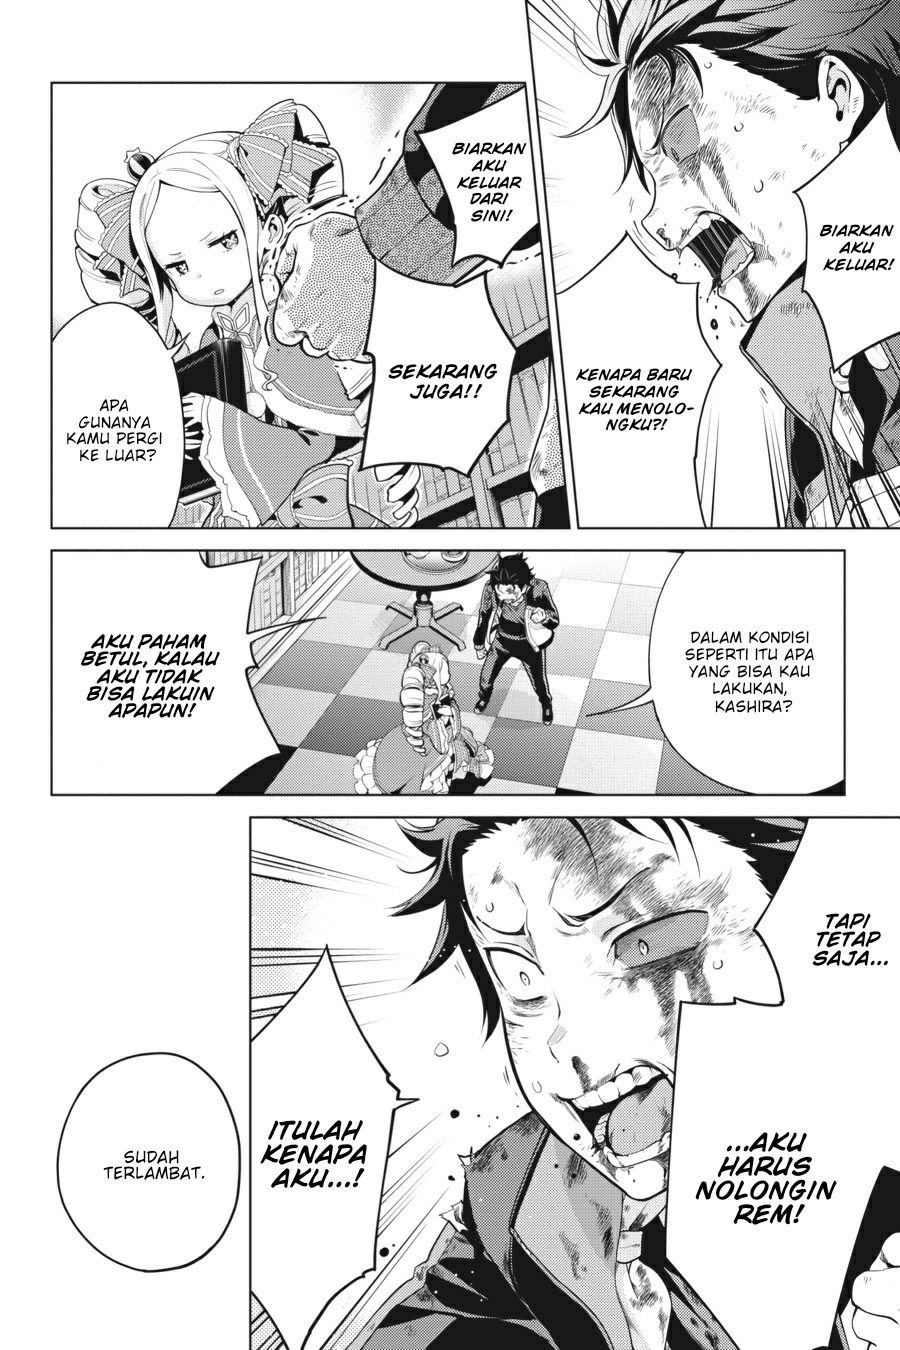 BIARKAN
AKU
KELUAR!
KENAPA BARU
SEKARANG
KAU MENOLO-
NGKU?!
BIARKAN
AKU
KELUAR
DARI
SINI!
SEKARANG
JUGA!!
APA
GUNANYA
KAMU PERGI
KE LUAR?
DALAM KONDISI
SEPERTI ITU APA
YANG BISA KAU
LAKUKAN,
KASHIRA?
AKU PAHAM
BETUL, KALAU
AKU TIDAK
BISA LAKUIN
APAPUN!
TAPI
TETAP
SAJA...
...AKU
HARUS
NOLONGIN
REM!
ITULAH
KENAPA
AKU...!
SUDAH
TERLAMBAT.